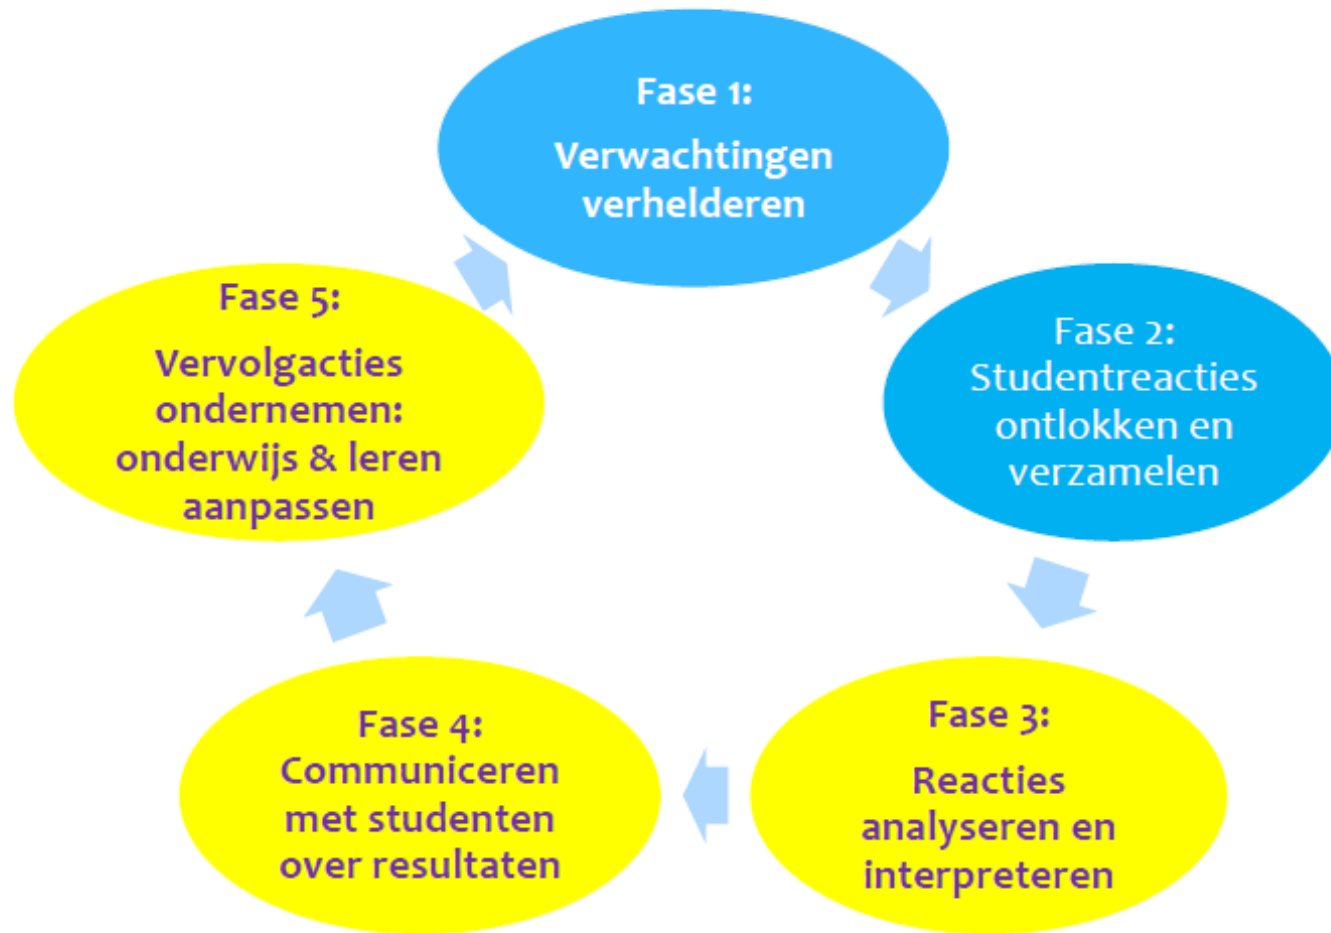 Fase 1:
Verwachtingen
verhelderen
Fase 2:
Studentreacties
ontlokken en
verzamelen
Fase 3:
Reacties
analyseren en
interpreteren
Fase 4:
Communiceren
met studenten
over resultaten
Fase 5:
Vervolgacties
ondernemen:
onderwijs & leren
aanpassen